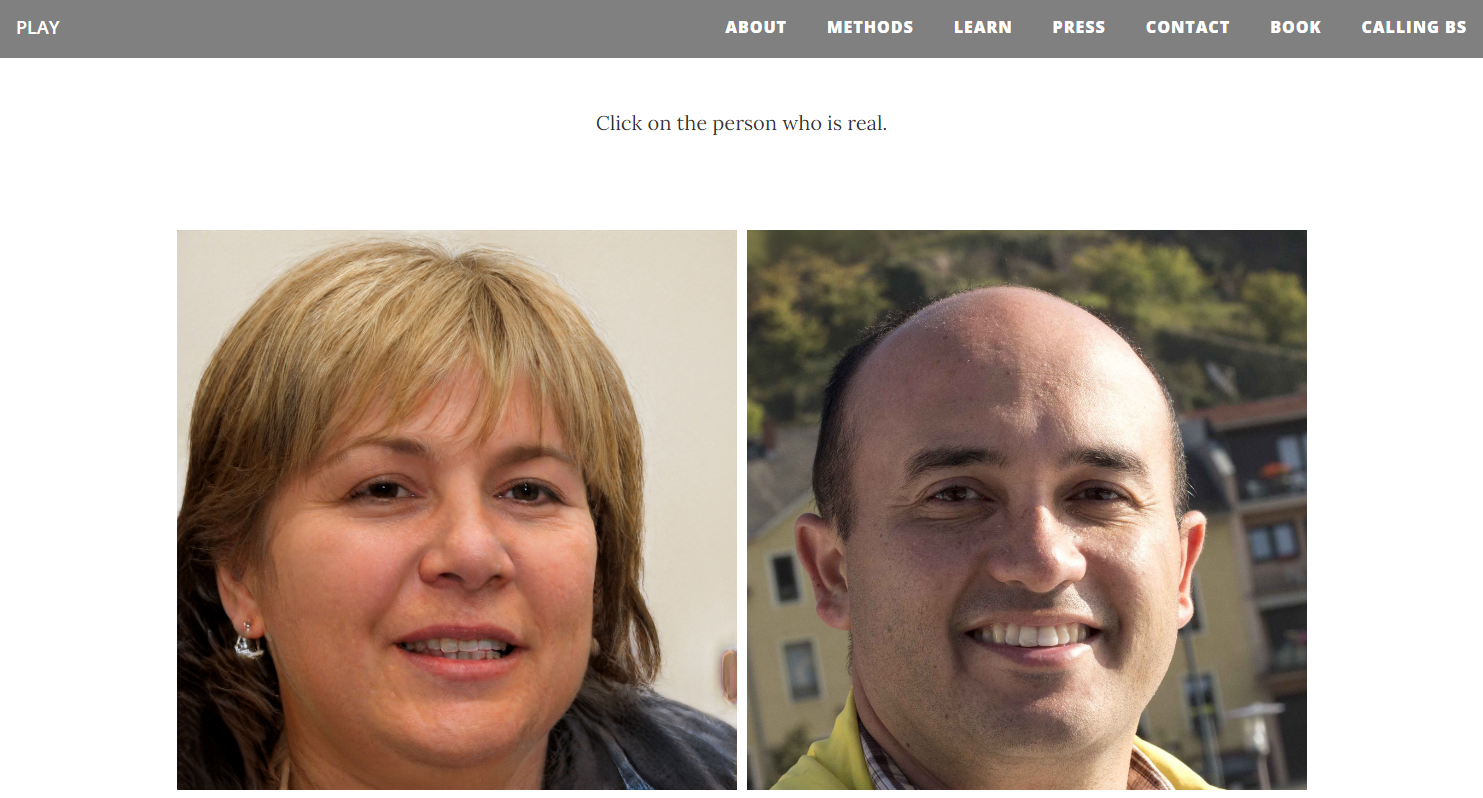 PLAY ABOUT METHODS LEARN PRESS CONTACT BOOK CALLING BS
Click on the person who is real.